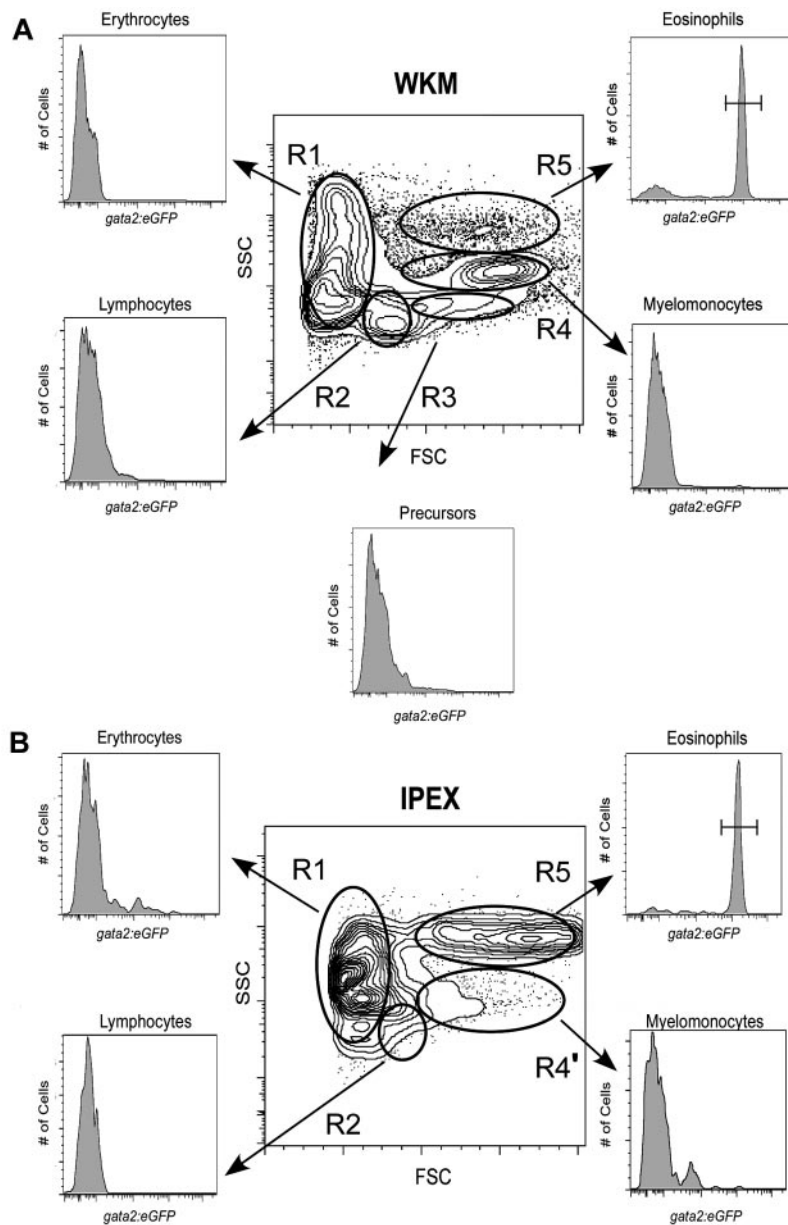 A
Erythrocytes
# of Cells
gata2:eGFP
Eosinophils
# of Cells
gata2:eGFP
WKM
R1
R5
SSC
R4
R2
R3
FSC
Lymphocytes
# of Cells
gata2:eGFP
Myelomonocytes
# of Cells
gata2:eGFP
Precursors
# of Cells
gata2:eGFP
B
Erythrocytes
# of Cells
gata2:eGFP
Eosinophils
# of Cells
gata2:eGFP
IPEX
R1
R5
SSC
R4'
R2
FSC
Lymphocytes
# of Cells
gata2:eGFP
Myelomonocytes
# of Cells
gata2:eGFP